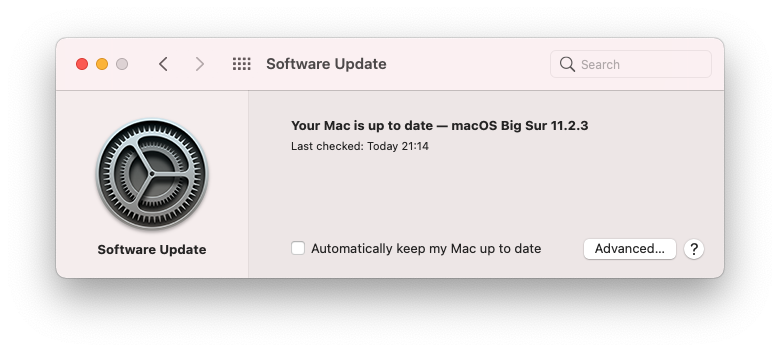 Software Update
Search
Your Mac is up to date — macOS Big Sur 11.2.3
Last checked: Today 21:14
Software Update
Automatically keep my Mac up to date
Advanced...
?